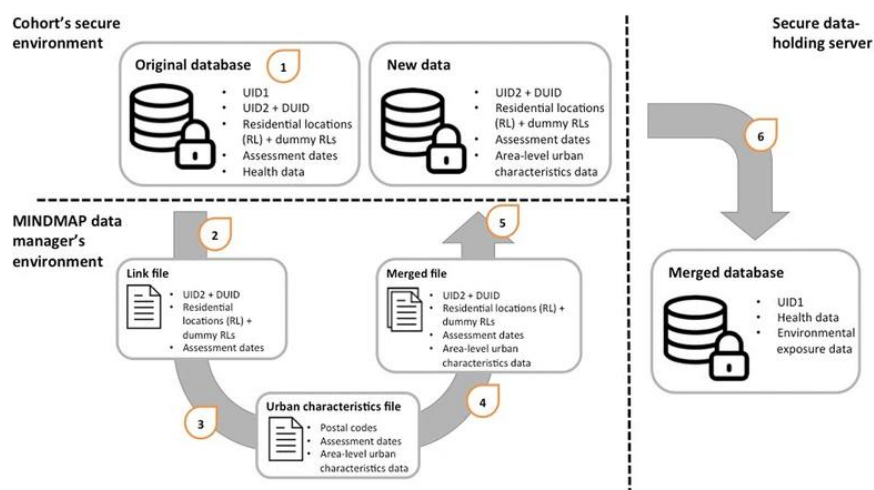 Cohort's secure
environment
Secure data-
holding server
Original database
1
• UID1
• UID2 + DUID
• Residential locations
(RL) + dummy RLs
• Assessment dates
• Health data
New data
• UID2 + DUID
• Residential locations
(RL) + dummy RLs
• Assessment dates
• Area-level urban
characteristics data
6
MINDMAP data
manager's
environment
2
5
Link file
• UID2 + DUID
• Residential
locations (RL) +
dummy RLs
• Assessment dates
Merged file
• UID2 + DUID
• Residential locations (RL) +
dummy RLs
• Assessment dates
• Area-level urban
characteristics data
Merged database
• UID1
• Health data
• Environmental
exposure data
3
4
Urban characteristics file
• Postal codes
• Assessment dates
• Area-level urban
characteristics data